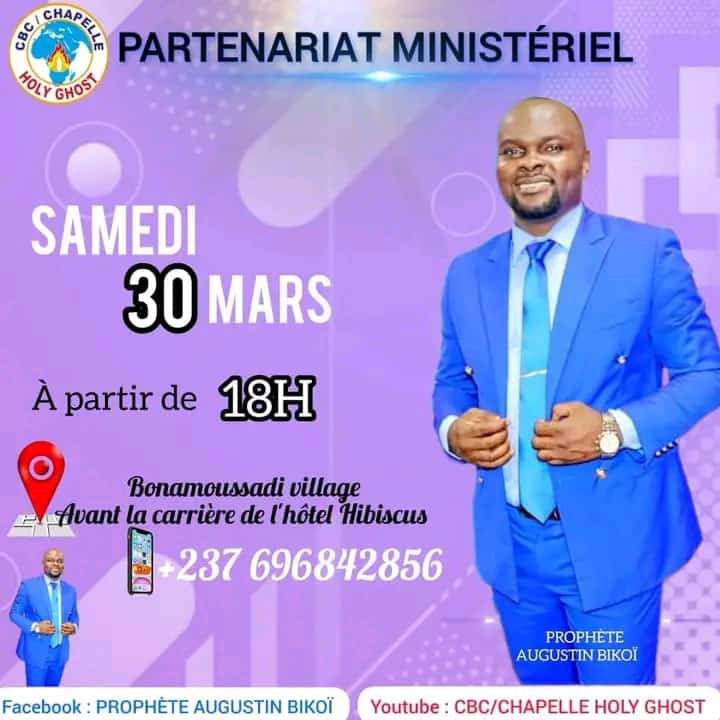 CBC / CHAPELLE
HOLY GHOST
PARTENARIAT MINISTÉRIEL
SAMEDI
30 MARS
À partir de 18H
Bonamoussadi village
Avant la carrière de l'hôtel Hibiscus
+237 696842856
PROPHÈTE
AUGUSTIN BIKOÏ
Facebook : PROPHÈTE AUGUSTIN BIKOÏ
Youtube : CBC/CHAPELLE HOLY GHOST